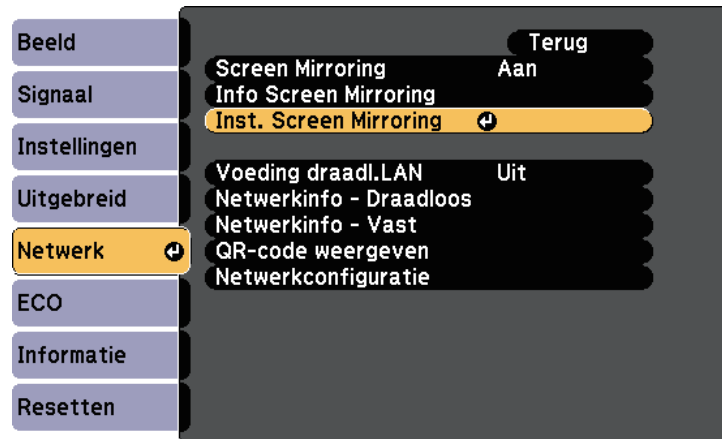 Beeld
Signaal
Instellingen
Uitgebreid
Netwerk
ECO
Informatie
Resetten
Terug
Screen Mirroring Aan
Info Screen Mirroring
Inst. Screen Mirroring
Voeding draadl.LAN Uit
Netwerkinfo - Draadloos
Netwerkinfo - Vast
QR-code weergeven
Netwerkconfiguratie